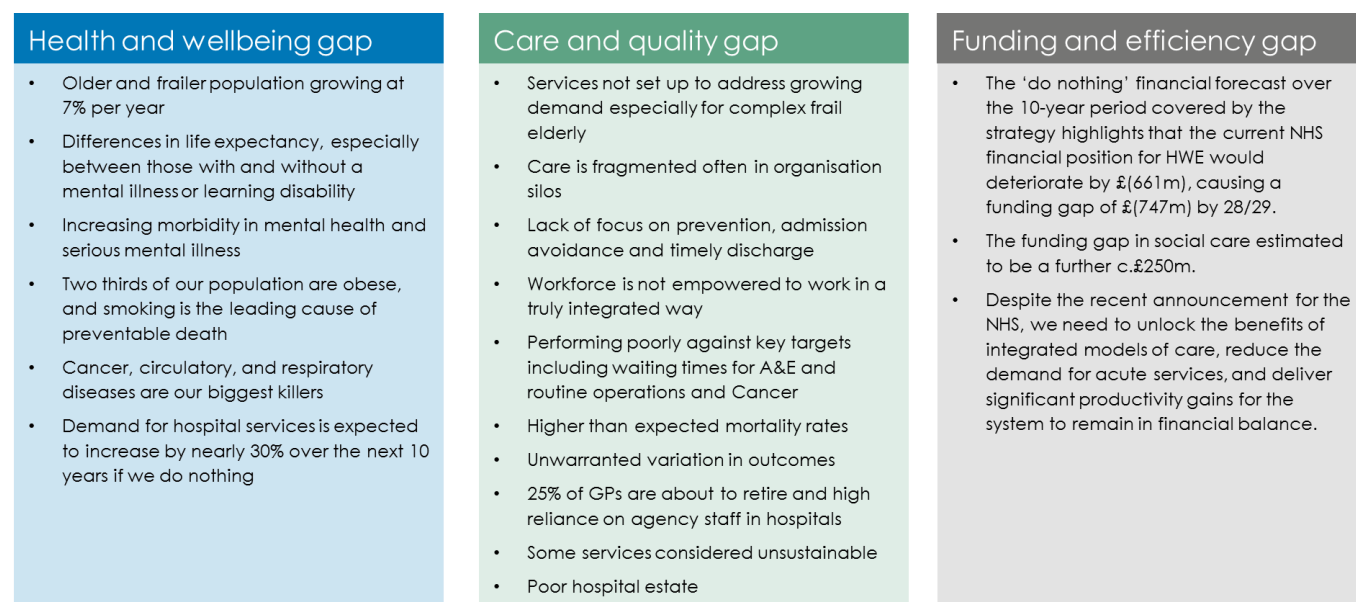 Health and wellbeing gap
• Older and frailer population growing at
7% per year
• Differences in life expectancy, especially
between those with and without a
mental illness or learning disability
• Increasing morbidity in mental health and
serious mental illness
• Two thirds of our population are obese,
and smoking is the leading cause of
preventable death
• Cancer, circulatory, and respiratory
diseases are our biggest killers
• Demand for hospital services is expected
to increase by nearly 30% over the next 10
years if we do nothing
Care and quality gap
• Services not set up to address growing
demand especially for complex frail
elderly
• Care is fragmented often in organisation
silos
• Lack of focus on prevention, admission
avoidance and timely discharge
• Workforce is not empowered to work in a
truly integrated way
• Performing poorly against key targets
including waiting times for A&E and
routine operations and Cancer
• Higher than expected mortality rates
• Unwarranted variation in outcomes
• 25% of GPs are about to retire and high
reliance on agency staff in hospitals
• Some services considered unsustainable
• Poor hospital estate
Funding and efficiency gap
• The ‘do nothing’ financial forecast over
the 10-year period covered by the
strategy highlights that the current NHS
financial position for HWE would
deteriorate by £(661m), causing a
funding gap of £(747m) by 28/29.
• The funding gap in social care estimated
to be a further c.£250m.
• Despite the recent announcement for the
NHS, we need to unlock the benefits of
integrated models of care, reduce the
demand for acute services, and deliver
significant productivity gains for the
system to remain in financial balance.